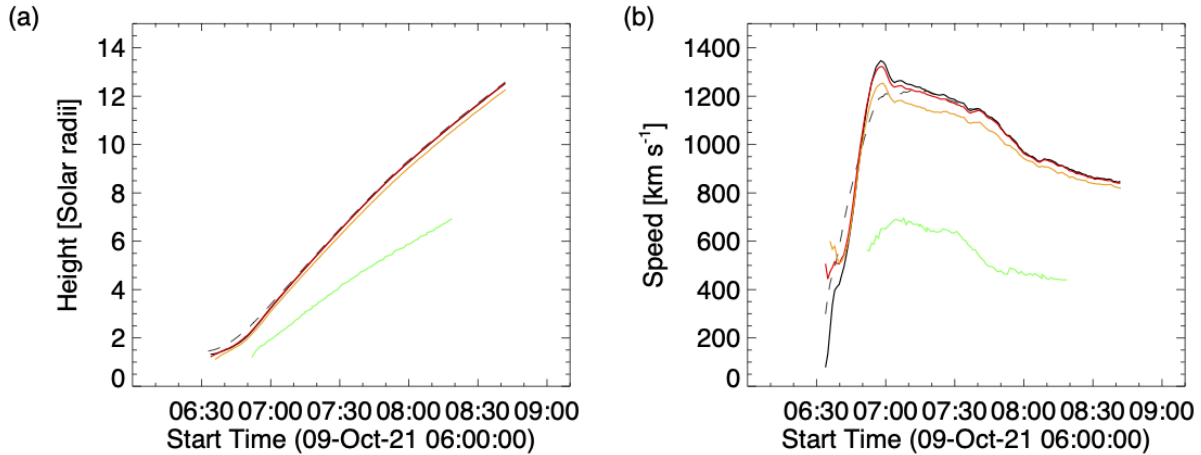 (a)
Height [Solar radii]
14
12
10
8
6
4
2
0
06:30 07:00 07:30 08:00 08:30 09:00
Start Time (09-Oct-21 06:00:00)
(b)
Speed [km s⁻¹]
1400
1200
1000
800
600
400
200
0
06:30 07:00 07:30 08:00 08:30 09:00
Start Time (09-Oct-21 06:00:00)